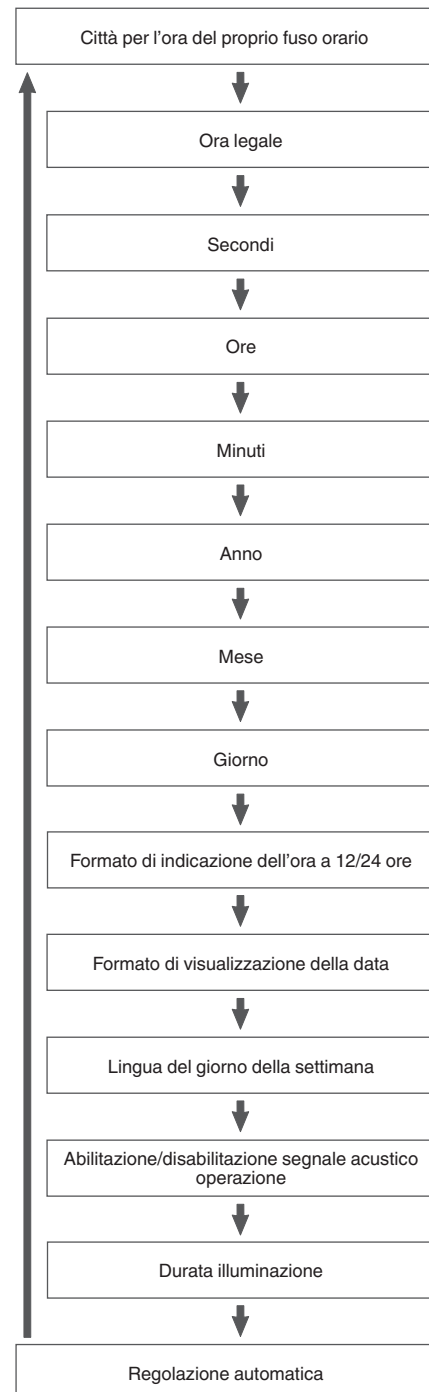 Città per l'ora del proprio fuso orario
Ora legale
Secondi
Ore
Minuti
Anno
Mese
Giorno
Formato di indicazione dell'ora a 12/24 ore
Formato di visualizzazione della data
Lingua del giorno della settimana
Abilitazione/disabilitazione segnale acustico
operazione
Durata illuminazione
Regolazione automatica